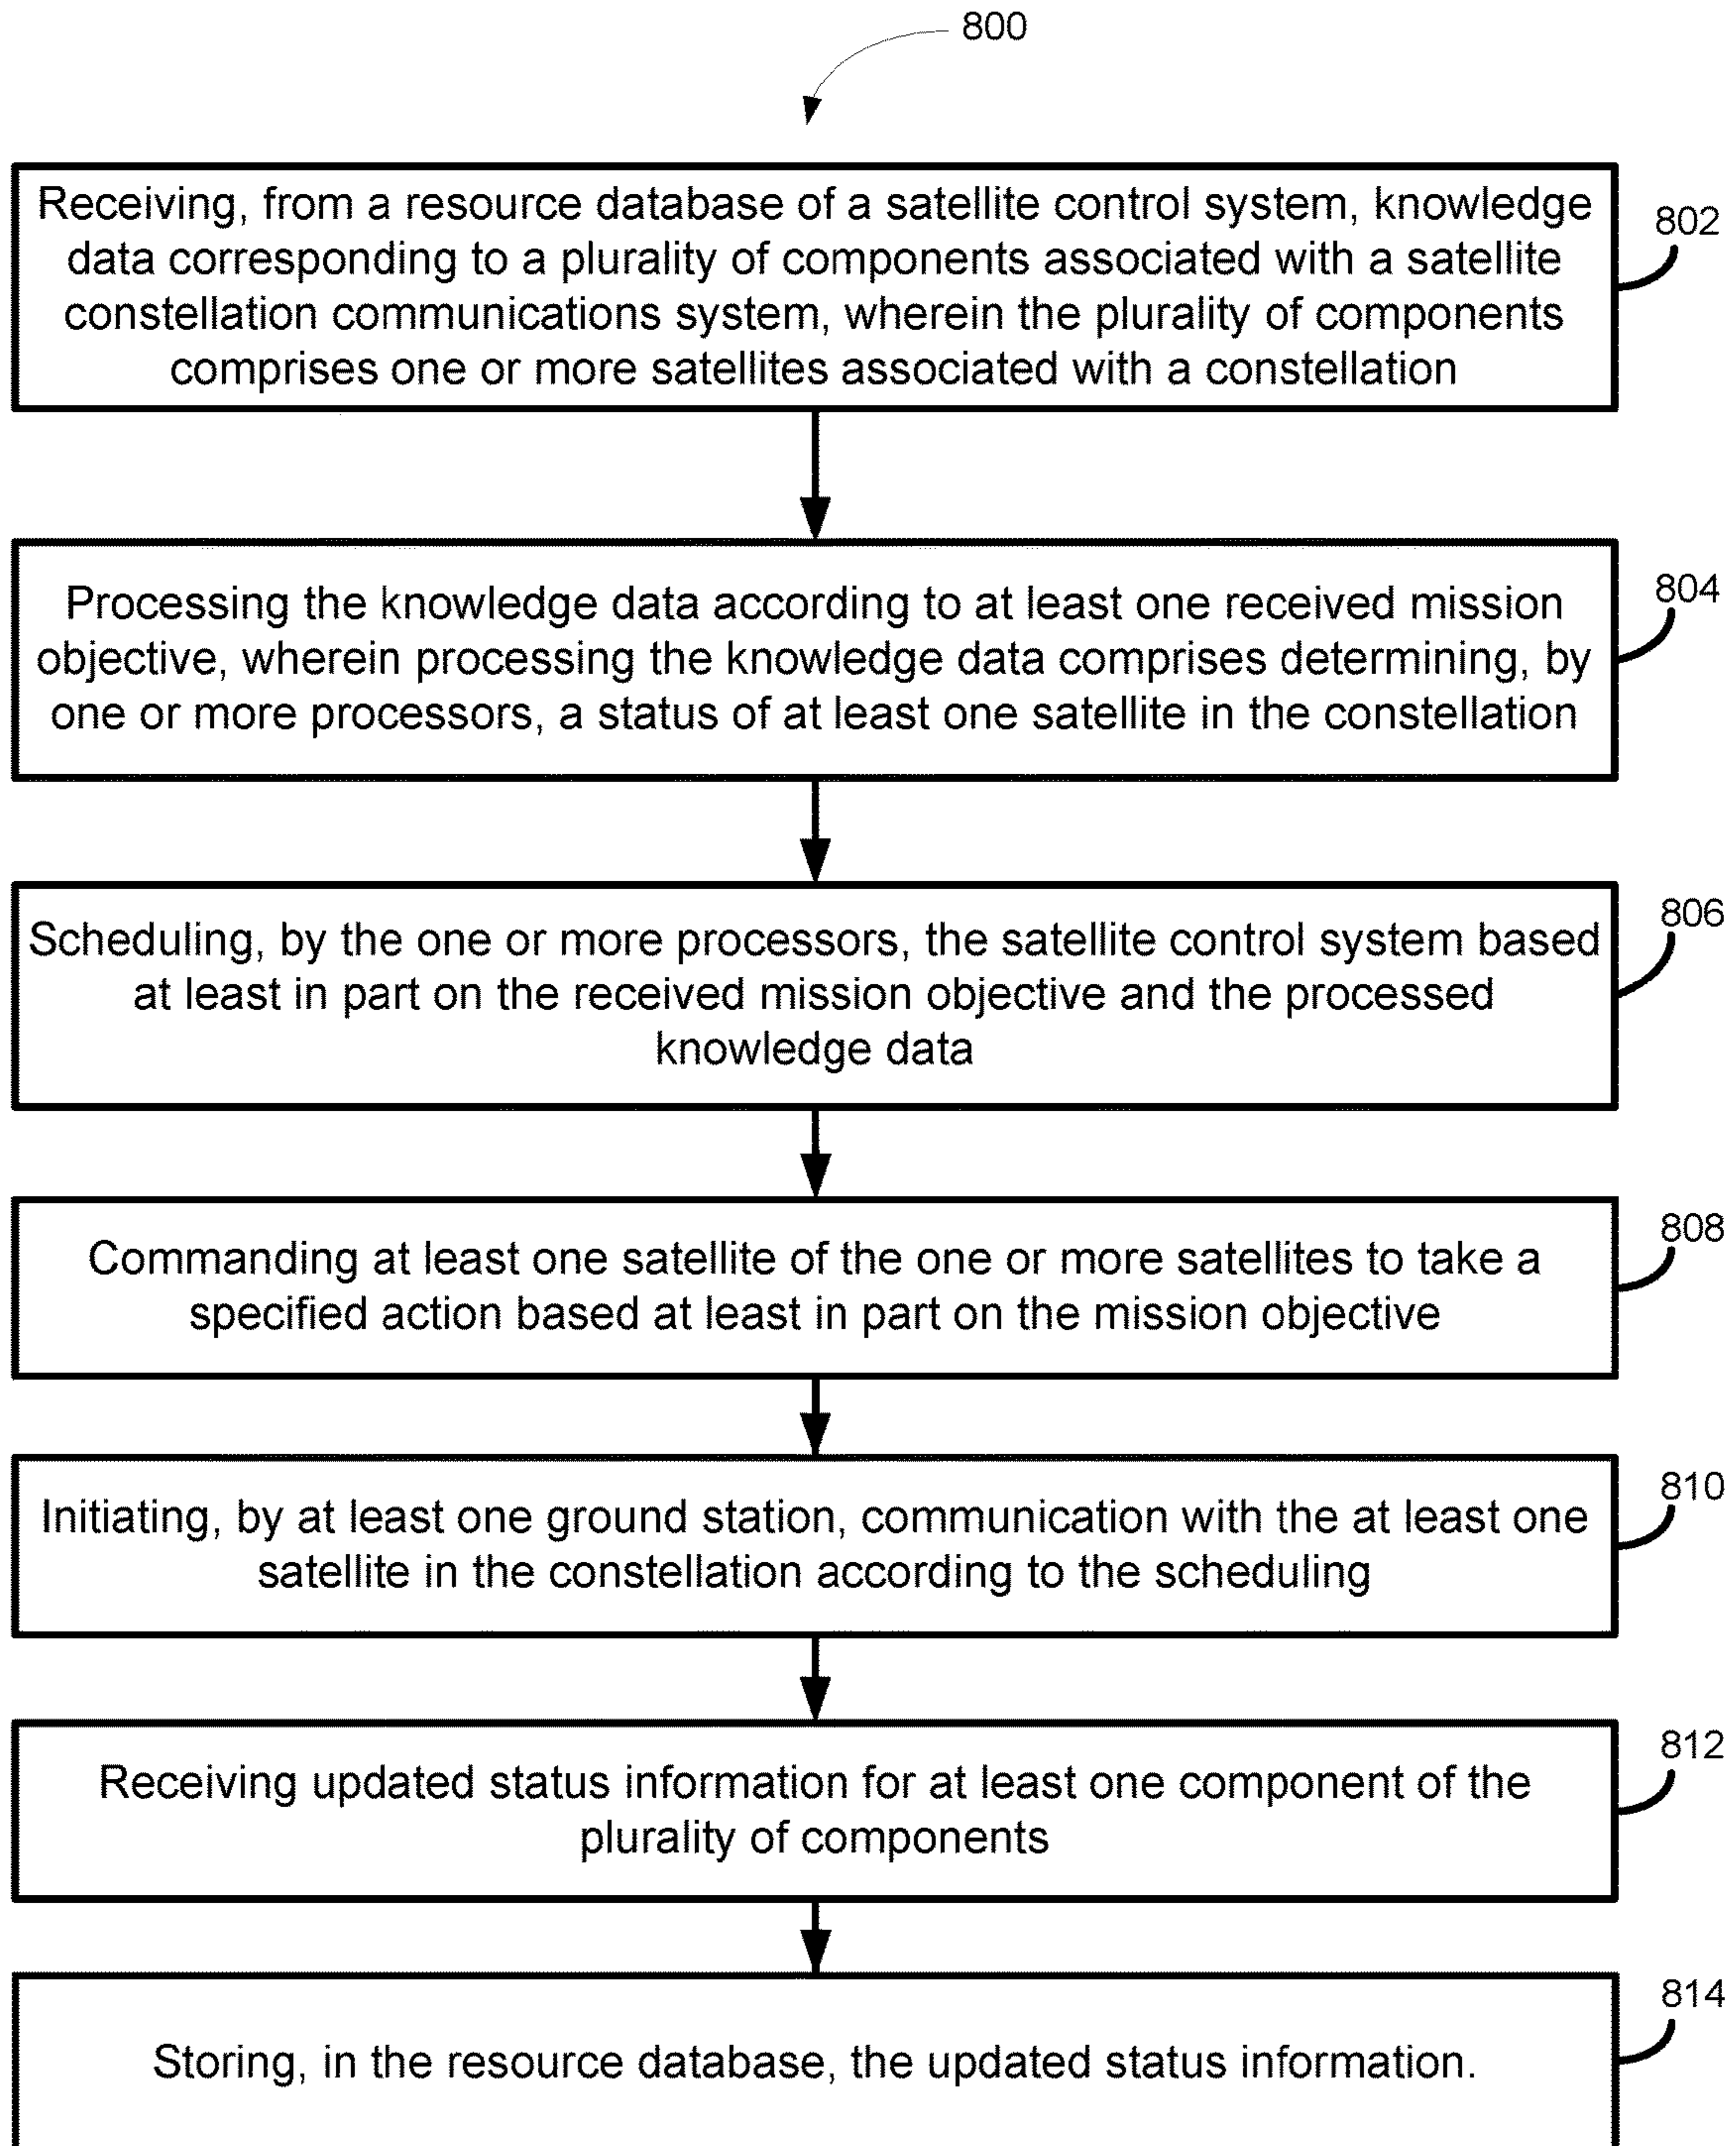 800
Receiving, from a resource database of a satellite control system, knowledge
data corresponding to a plurality of components associated with a satellite
constellation communications system, wherein the plurality of components
comprises one or more satellites associated with a constellation
802
Processing the knowledge data according to at least one received mission
objective, wherein processing the knowledge data comprises determining, by
one or more processors, a status of at least one satellite in the constellation
804
Scheduling, by the one or more processors, the satellite control system based
at least in part on the received mission objective and the processed
knowledge data
806
Commanding at least one satellite of the one or more satellites to take a
specified action based at least in part on the mission objective
808
Initiating, by at least one ground station, communication with the at least one
satellite in the constellation according to the scheduling
810
Receiving updated status information for at least one component of the
plurality of components
812
Storing, in the resource database, the updated status information.
814